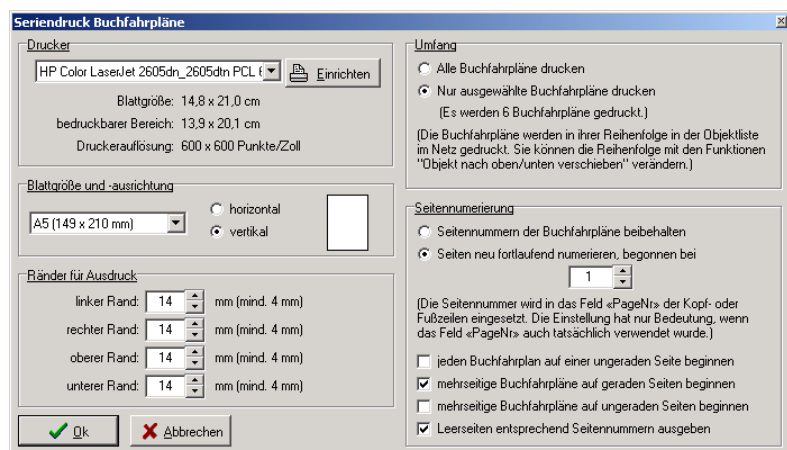 Seriendruck Buchfahrpläne
Drucker
HP Color LaserJet 2605dn_2605dtn PCL
Einrichten
Blattgröße: 14,8 x 21,0 cm
bedruckbarer Bereich: 13,9 x 20,1 cm
Druckerauflösung: 600 x 600 Punkte/Zoll
Blattgröße und -ausrichtung
A5 (149 x 210 mm)
horizontal
vertikal
Ränder für Ausdruck
linker Rand: 14 mm (mind. 4 mm)
rechter Rand: 14 mm (mind. 4 mm)
oberer Rand: 14 mm (mind. 4 mm)
unterer Rand: 14 mm (mind. 4 mm)
Ok
Abbrechen
Umfang
Alle Buchfahrpläne drucken
Nur ausgewählte Buchfahrpläne drucken
(Es werden 6 Buchfahrpläne gedruckt.)
(Die Buchfahrpläne werden in ihrer Reihenfolge in der Objektliste
im Netz gedruckt. Sie können die Reihenfolge mit den Funktionen
"Objekt nach oben/unten verschieben" verändern.)
Seitennumerierung
Seitennummern der Buchfahrpläne beibehalten
Seiten neu fortlaufend numerieren, begonnen bei
1
(Die Seitennummer wird in das Feld «PageNr» der Kopf- oder
Fußzeilen eingesetzt. Die Einstellung hat nur Bedeutung, wenn
das Feld «PageNr» auch tatsächlich verwendet wurde.)
jeden Buchfahrplan auf einer ungeraden Seite beginnen
mehrseitige Buchfahrpläne auf geraden Seiten beginnen
mehrseitige Buchfahrpläne auf ungeraden Seiten beginnen
Leerseiten entsprechend Seitennummern ausgeben